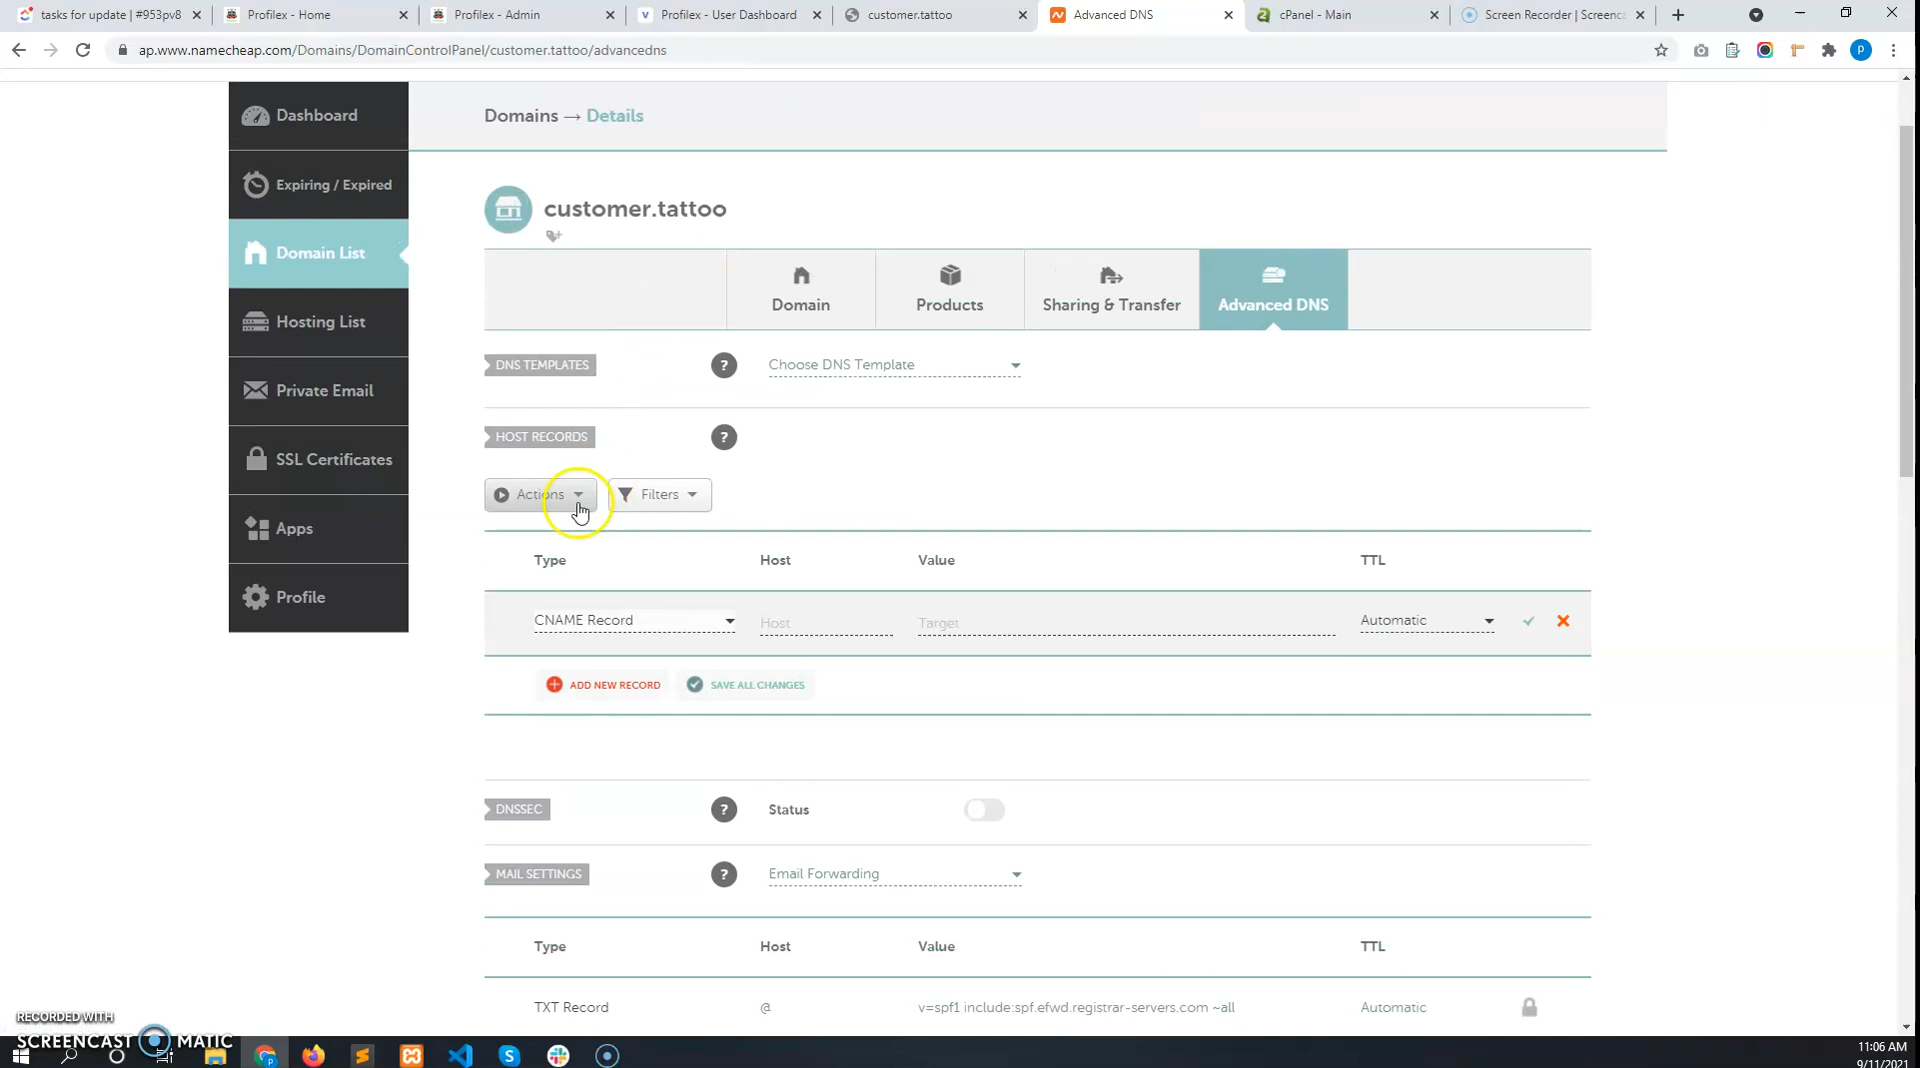 tasks for update | #953pv8
Profilex - Home
Profilex - Admin
Profilex - User Dashboard
customer.tattoo
Advanced DNS
cPanel - Main
Screen Recorder | Screenca
ap.www.namecheap.com/Domains/DomainControlPanel/customer.tattoo/advancedns
P
Dashboard
Expiring / Expired
Domain List
Hosting List
Private Email
SSL Certificates
Apps
Profile
Domains → Details
customer.tattoo
Domain
Products
Sharing & Transfer
Advanced DNS
DNS TEMPLATES
?
Choose DNS Template
HOST RECORDS
?
Actions
Filters
Type Host Value TTL
CNAME Record Host Target Automatic
ADD NEW RECORD
SAVE ALL CHANGES
DNSSEC
?
Status
MAIL SETTINGS
?
Email Forwarding
Type Host Value TTL
TXT Record @ v=spf1 include:spf.efwd.registrar-servers.com ~all Automatic
RECORDED WITH
SCREENCAST MATIC
11:06 AM
9/11/2021